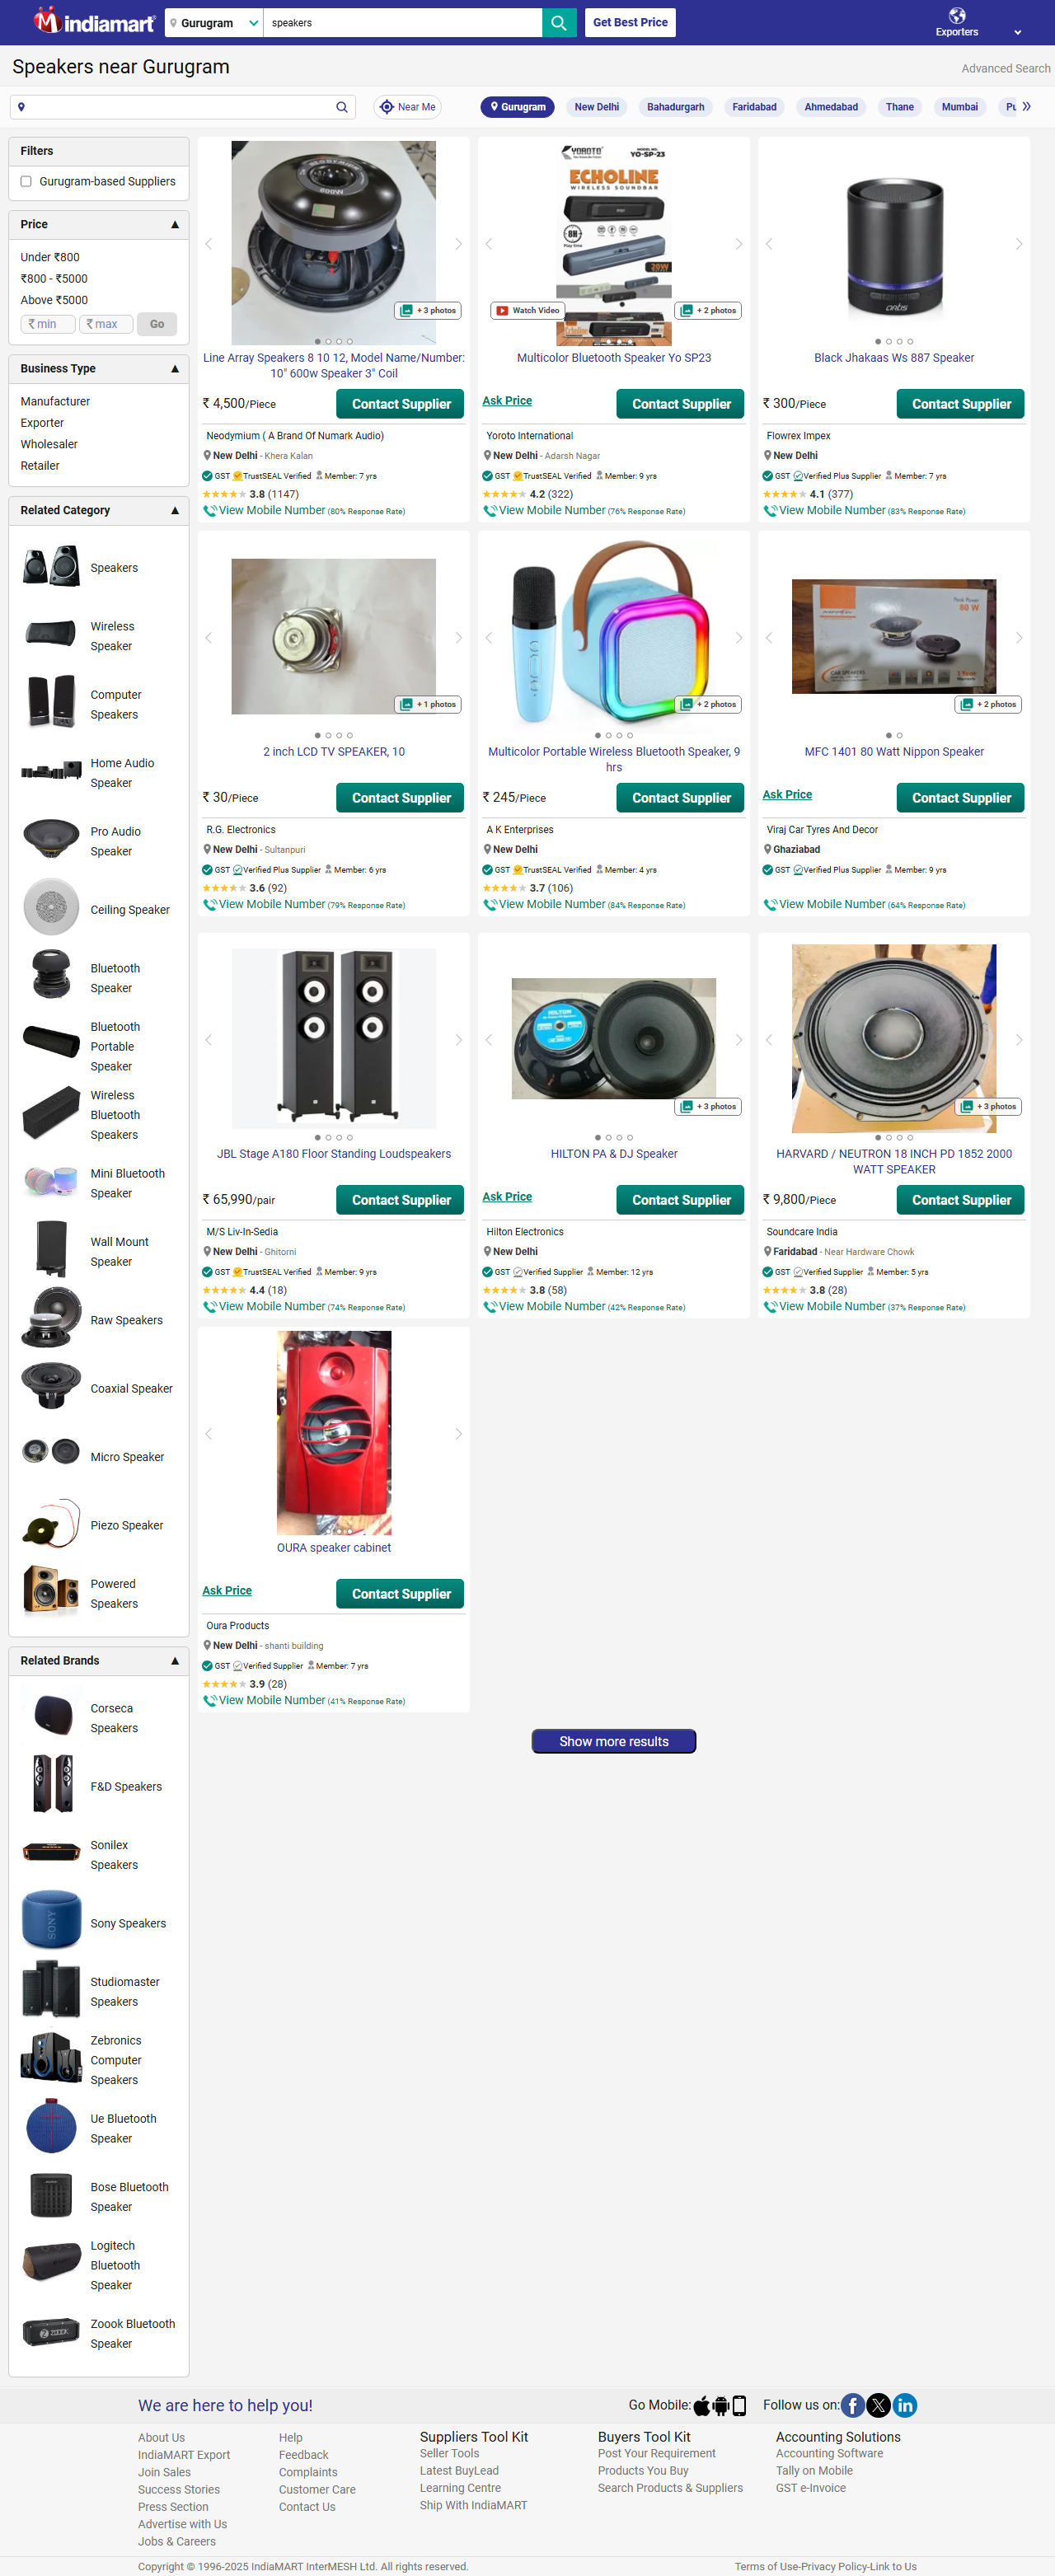 indiamart
Gurugram
speakers
Get Best Price
Exporters
Speakers near Gurugram
Advanced Search
Near Me
Gurugram
New Delhi
Bahadurgarh
Faridabad
Ahmedabad
Thane
Mumbai
Pu
Filters
Gurugram-based Suppliers
Price
Under ₹800
₹800 - ₹5000
Above ₹5000
₹ min
₹ max
Go
Business Type
Manufacturer
Exporter
Wholesaler
Retailer
Related Category
Speakers
Wireless
Speaker
Computer
Speakers
Home Audio
Speaker
Pro Audio
Speaker
Ceiling Speaker
Bluetooth
Speaker
Bluetooth
Portable
Speaker
Wireless
Bluetooth
Speakers
Mini Bluetooth
Speaker
Wall Mount
Speaker
Raw Speakers
Coaxial Speaker
Micro Speaker
Piezo Speaker
Powered
Speakers
Related Brands
Corseca
Speakers
F&D Speakers
Sonilex
Speakers
SONY
Sony Speakers
Studiomaster
Speakers
Zebronics
Computer
Speakers
Ue Bluetooth
Speaker
Bose Bluetooth
Speaker
Logitech
Bluetooth
Speaker
ZOOOK
Zoook Bluetooth
Speaker
600W
+ 3 photos
Line Array Speakers 8 10 12, Model Name/Number:
10" 600w Speaker 3" Coil
₹ 4,500/Piece
Contact Supplier
Neodymium ( A Brand Of Numark Audio)
New Delhi - Khera Kalan
GST TrustSEAL Verified Member: 7 yrs
3.8 (1147)
View Mobile Number (80% Response Rate)
YOROTO
MODEL NO.
YO-SP-23
ECHOLINE
WIRELESS SOUNDBAR
8H
Play time
20W
Watch Video
+ 2 photos
Multicolor Bluetooth Speaker Yo SP23
Ask Price
Contact Supplier
Yoroto International
New Delhi - Adarsh Nagar
GST TrustSEAL Verified Member: 9 yrs
4.2 (322)
View Mobile Number (76% Response Rate)
antis
Black Jhakaas Ws 887 Speaker
₹ 300/Piece
Contact Supplier
Flowrex Impex
New Delhi
GST Verified Plus Supplier Member: 7 yrs
4.1 (377)
View Mobile Number (83% Response Rate)
+ 1 photos
2 inch LCD TV SPEAKER, 10
₹ 30/Piece
Contact Supplier
R.G. Electronics
New Delhi - Sultanpuri
GST Verified Plus Supplier Member: 6 yrs
3.6 (92)
View Mobile Number (79% Response Rate)
+ 2 photos
Multicolor Portable Wireless Bluetooth Speaker, 9
hrs
₹ 245/Piece
Contact Supplier
A K Enterprises
New Delhi
GST TrustSEAL Verified Member: 4 yrs
3.7 (106)
View Mobile Number (84% Response Rate)
Peak Power
80 W
CAR SPEAKERS
1 Year
+ 2 photos
MFC 1401 80 Watt Nippon Speaker
Ask Price
Contact Supplier
Viraj Car Tyres And Decor
Ghaziabad
GST Verified Plus Supplier Member: 9 yrs
View Mobile Number (64% Response Rate)
JBL Stage A180 Floor Standing Loudspeakers
₹ 65,990/pair
Contact Supplier
M/S Liv-In-Sedia
New Delhi - Ghitorni
GST TrustSEAL Verified Member: 9 yrs
4.4 (18)
View Mobile Number (74% Response Rate)
HILTON
+ 3 photos
HILTON PA & DJ Speaker
Ask Price
Contact Supplier
Hilton Electronics
New Delhi
GST Verified Supplier Member: 12 yrs
3.8 (58)
View Mobile Number (42% Response Rate)
+ 3 photos
HARVARD / NEUTRON 18 INCH PD 1852 2000
WATT SPEAKER
₹ 9,800/Piece
Contact Supplier
Soundcare India
Faridabad - Near Hardware Chowk
GST Verified Supplier Member: 5 yrs
3.8 (28)
View Mobile Number (37% Response Rate)
OURA speaker cabinet
Ask Price
Contact Supplier
Oura Products
New Delhi - shanti building
GST Verified Supplier Member: 7 yrs
3.9 (28)
View Mobile Number (41% Response Rate)
Show more results
We are here to help you!
Go Mobile:
Follow us on:
About Us
IndiaMART Export
Join Sales
Success Stories
Press Section
Advertise with Us
Jobs & Careers
Help
Feedback
Complaints
Customer Care
Contact Us
Suppliers Tool Kit
Seller Tools
Latest BuyLead
Learning Centre
Ship With IndiaMART
Buyers Tool Kit
Post Your Requirement
Products You Buy
Search Products & Suppliers
Accounting Solutions
Accounting Software
Tally on Mobile
GST e-Invoice
Copyright © 1996-2025 IndiaMART InterMESH Ltd. All rights reserved.
Terms of Use-Privacy Policy-Link to Us